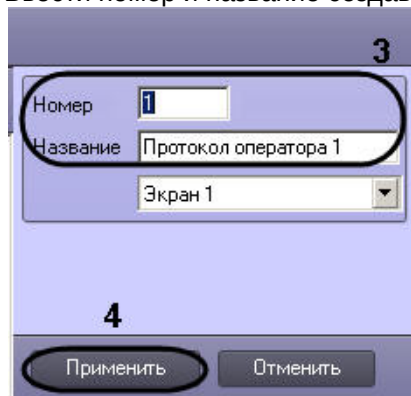 Ввести номер и название создав
3
Номер 1
Название Протокол оператора 1
Экран 1
4
Применить Отменить